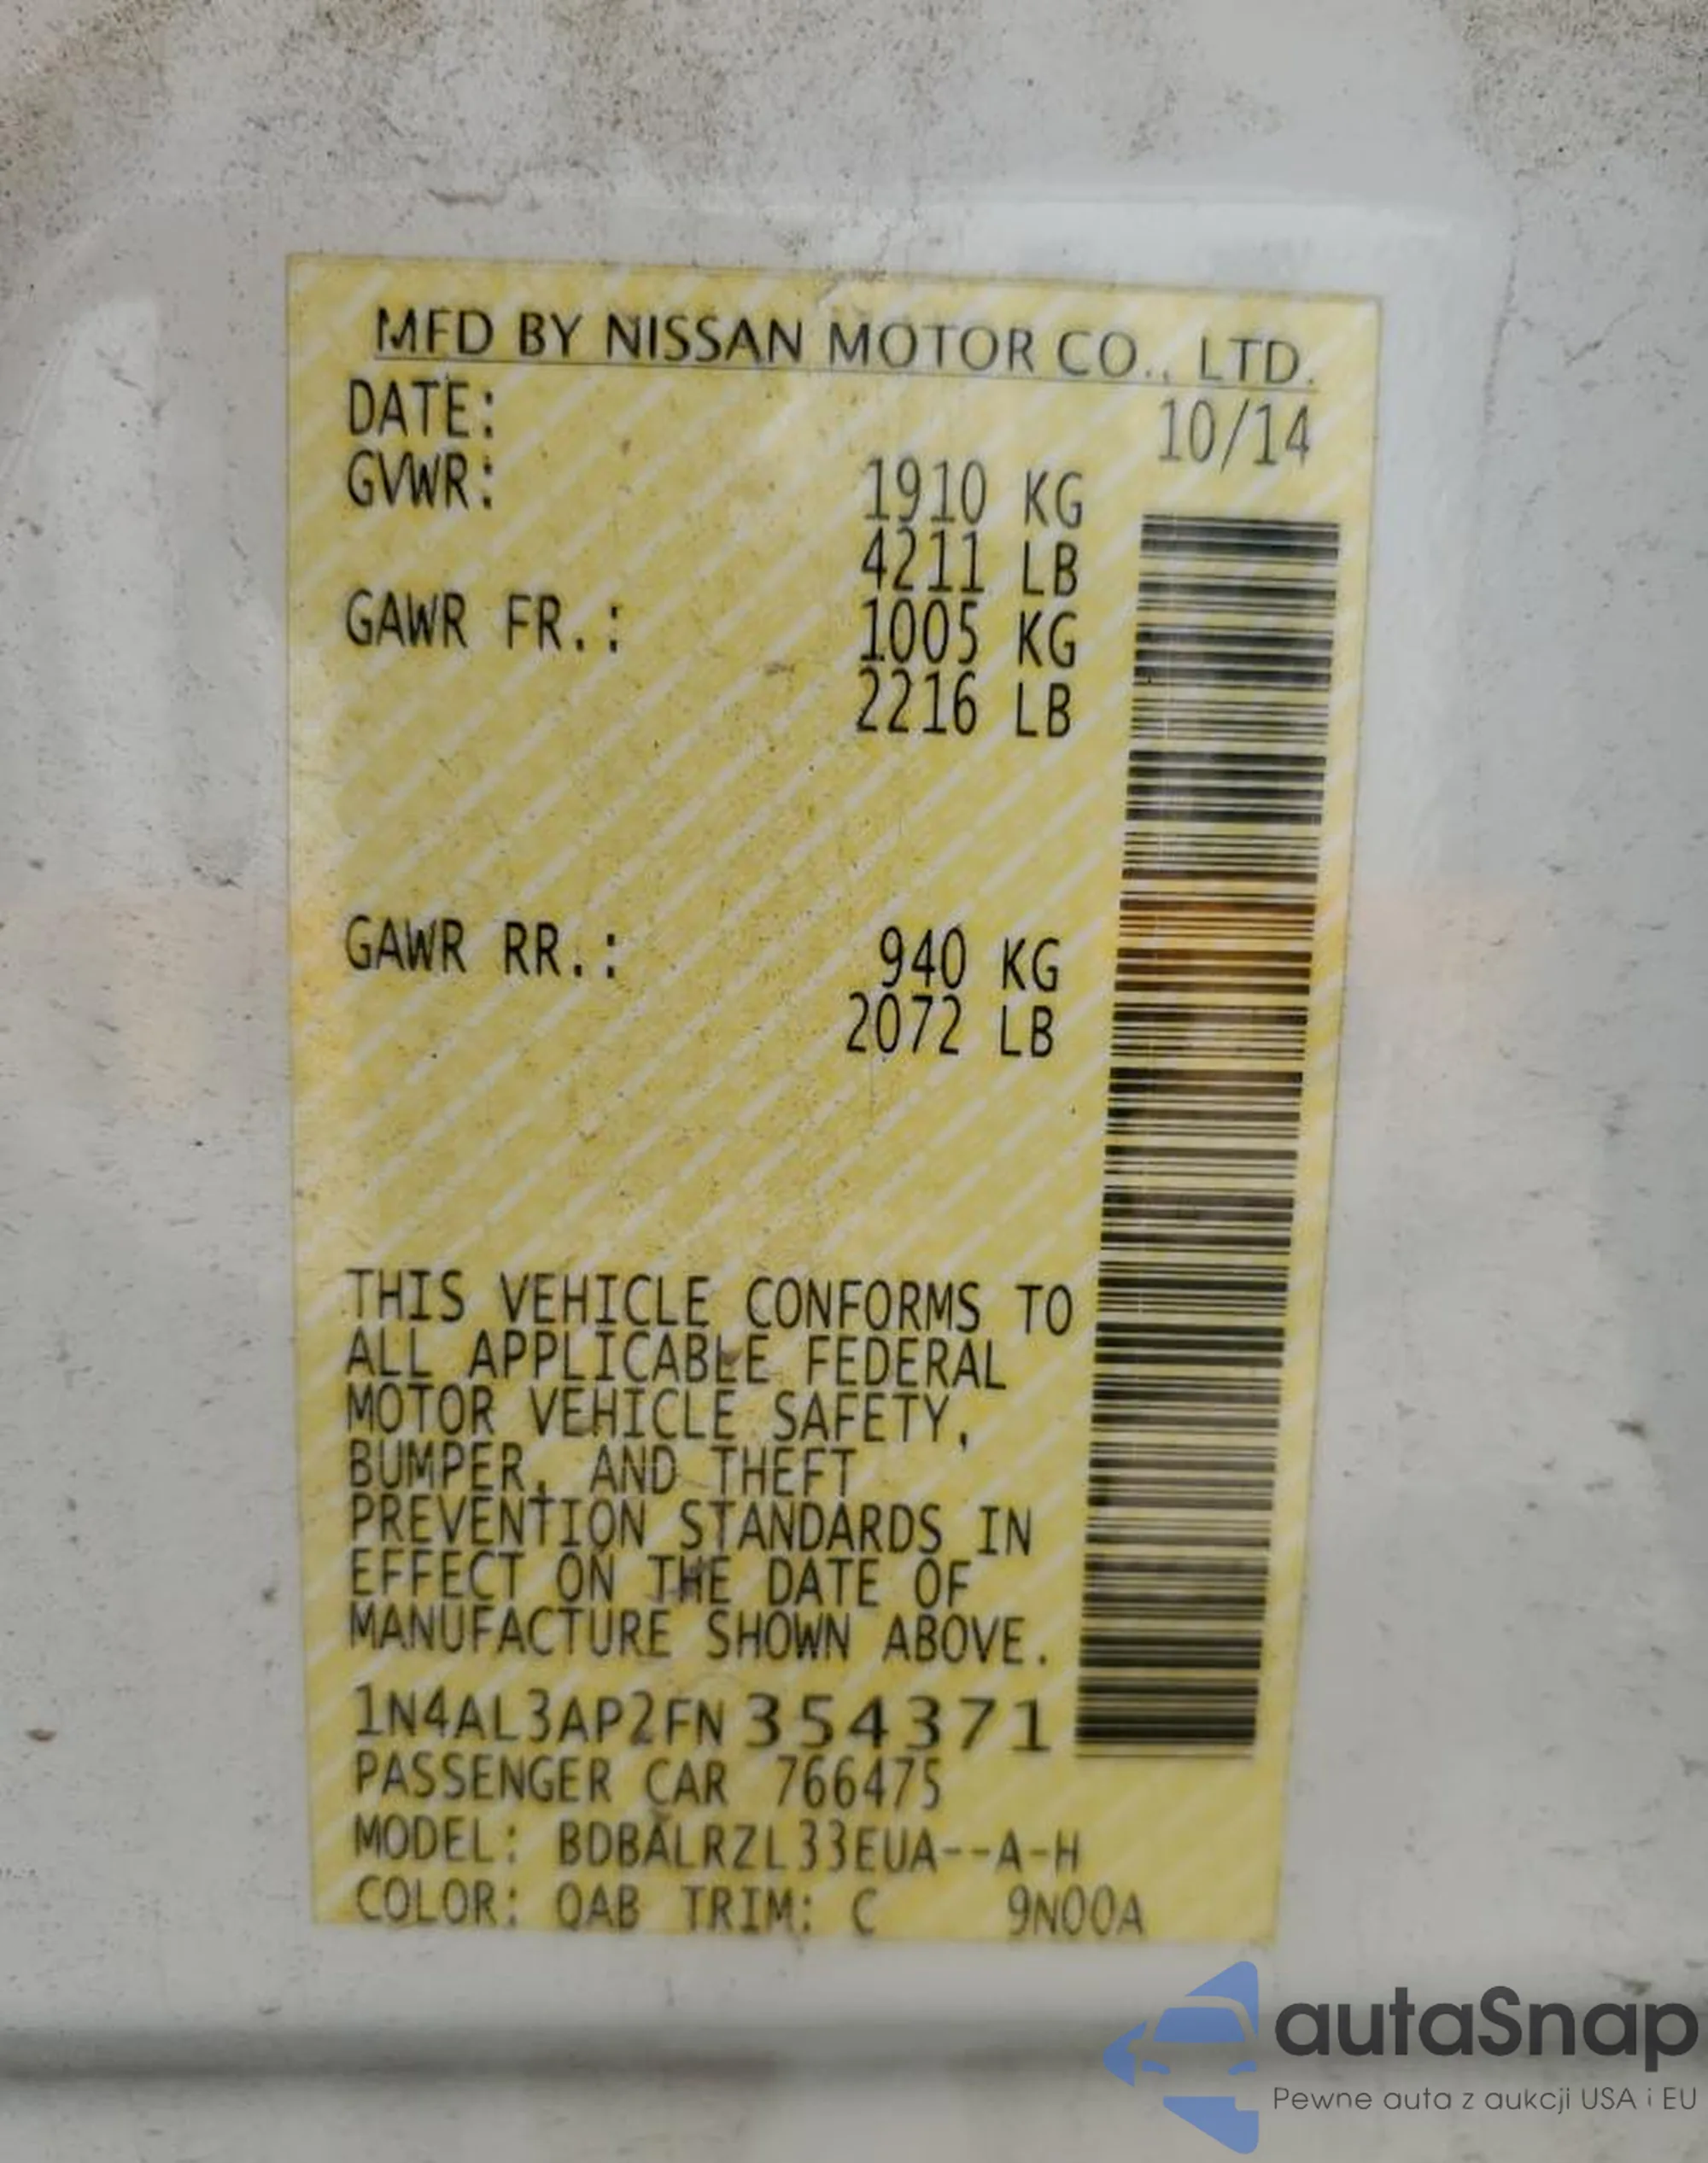 MFD BY NISSAN MOTOR CO., LTD.
DATE: 10/14
GVWR: 1910 KG
4211 LB
GAWR FR.: 1005 KG
2216 LB
GAWR RR.: 940 KG
2072 LB
THIS VEHICLE CONFORMS TO
ALL APPLICABLE FEDERAL
MOTOR VEHICLE SAFETY,
BUMPER, AND THEFT
PREVENTION STANDARDS IN
EFFECT ON THE DATE OF
MANUFACTURE SHOWN ABOVE.
1N4AL3AP2FN354371
PASSENGER CAR 766475
MODEL: BDBALRZL33EUA--A-H
COLOR: QAB TRIM: C 9N00A
autaSnap
Pewne auta z aukcji USA i EU